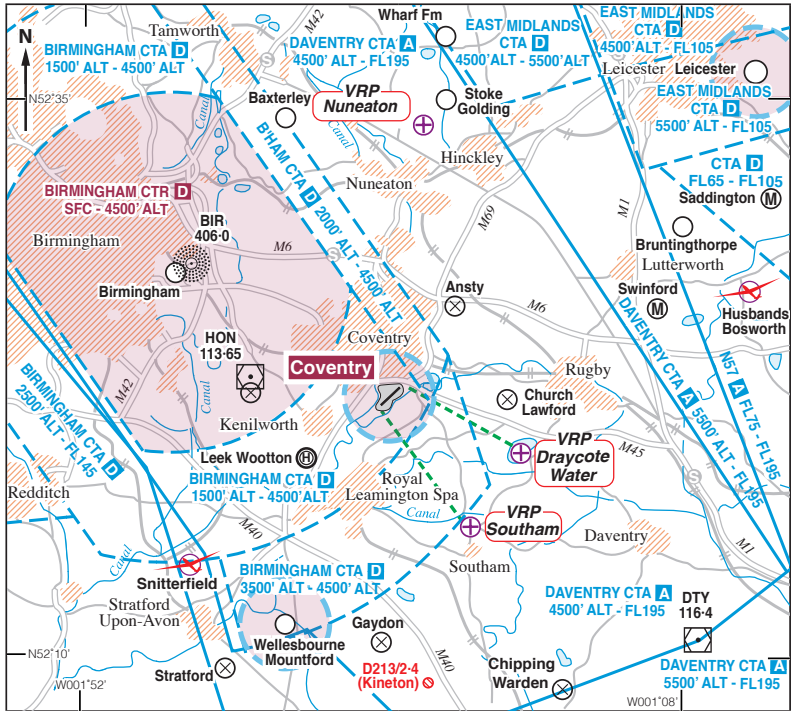 Tamworth
M42
Wharf Fm
EAST MIDLANDS
CTA D
4500' ALT - 5500' ALT
EAST MIDLANDS
CTA D
4500' ALT - FL105
N
BIRMINGHAM CTA D
1500' ALT - 4500' ALT
DAVENTRY CTA A
4500' ALT - FL195
Leicester
Leicester
S
Canal
N52°35'
Baxterley
VRP
Nuneaton
Canal
Stoke
Golding
EAST MIDLANDS
CTA D
5500' ALT - FL105
Hinckley
B'HAM CTA D 2000' ALT - 4500' ALT
Nuneaton
CTA D
FL65 - FL105
Saddington M
BIRMINGHAM CTR D
SFC - 4500' ALT
M69
M1
BIR
406·0
Birmingham
M6
S
Bruntingthorpe
Lutterworth
S
Birmingham
Ansty
M6
Swinford
M
Husbands
Bosworth
HON
113·65
Coventry
Coventry
DAVENTRY CTA A 5500' ALT - FL195
N57 A FL75 - FL195
BIRMINGHAM CTA D
2500' ALT - FL145
M42
Canal
Rugby
Church
Lawford
Kenilworth
Leek Wootton H
M45
VRP
Draycote
Water
BIRMINGHAM CTA D
1500' ALT - 4500' ALT
Royal
Leamington Spa
S
Redditch
Canal
VRP
Southam
M40
Daventry
M1
Canal
Snitterfield
BIRMINGHAM CTA D
3500' ALT - 4500' ALT
Southam
Stratford
Upon-Avon
DAVENTRY CTA A
4500' ALT - FL195
DTY
116·4
Gaydon
Wellesbourne
Mountford
N52°10'
M40
Stratford
D213/2·4
(Kineton)
Chipping
Warden
DAVENTRY CTA A
5500' ALT - FL195
W001°52'
W001°08'